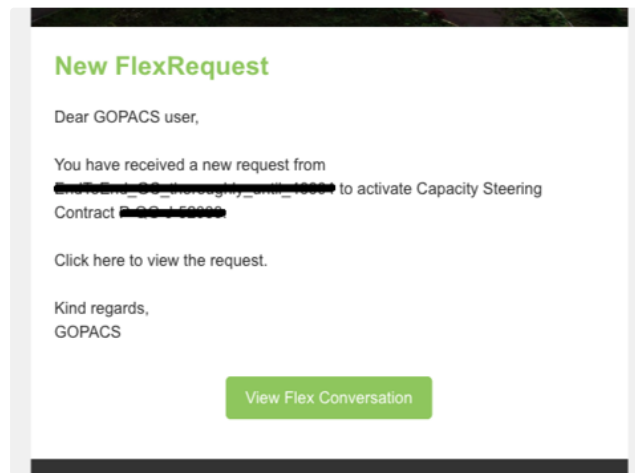 New FlexRequest
Dear GOPACS user,
You have received a new request from
to activate Capacity Steering
Contract
Click here to view the request.
Kind regards,
GOPACS
View Flex Conversation